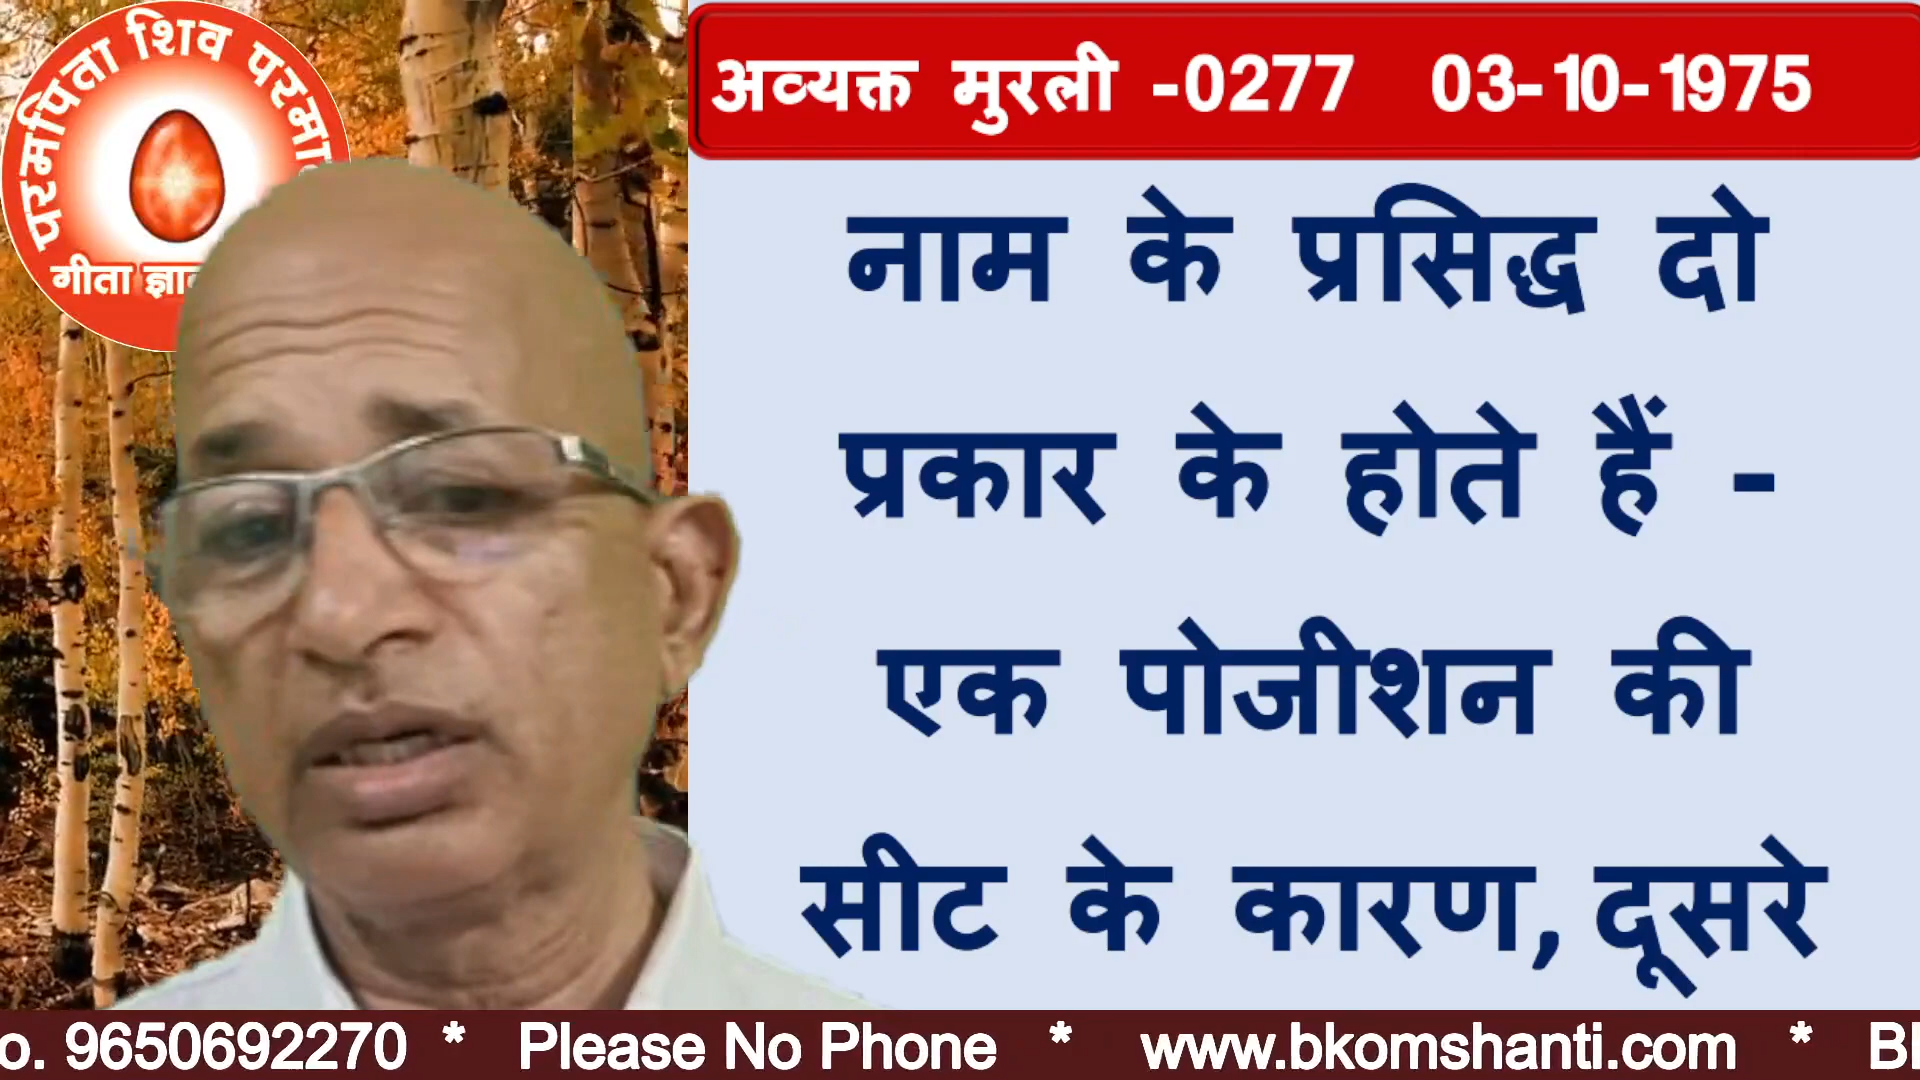 परमपिता शिव परमा
गीता ज्ञा
अव्यक्त मुरली -0277 03-10-1975
नाम के प्रसिद्ध दो
प्रकार के होते हैं -
एक पोजीशन की
सीट के कारण, दूसरे
o. 9650692270 * Please No Phone * www.bkomshanti.com *